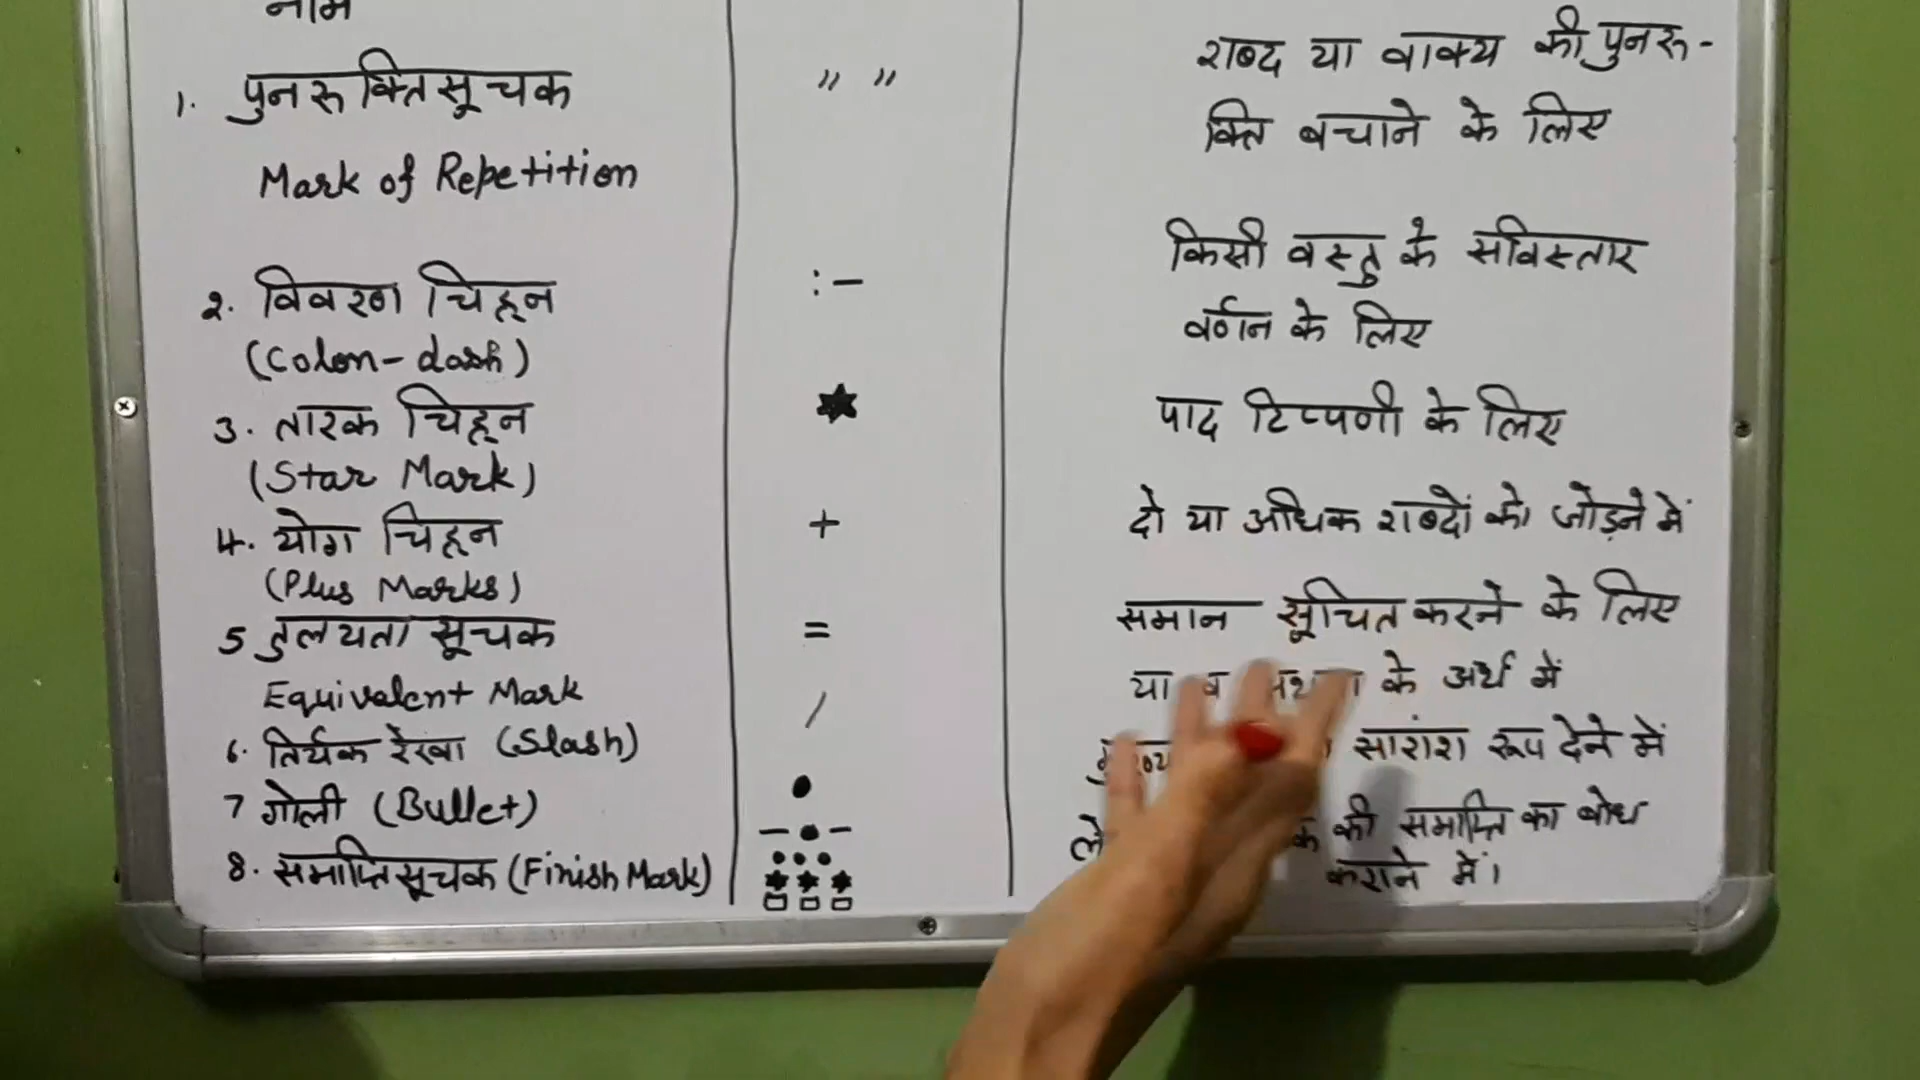 नाम
1. पुनरूक्तिसूचक " " शब्द या वाक्य की पुनरू-
क्ति बचाने के लिए
Mark of Repetition
2. विवरण चिह्न :- किसी वस्तु के सविस्तार
(Colon-dash) वर्णन के लिए
3. तारक चिह्न ★ पाद टिप्पणी के लिए
(Star Mark)
4. योग चिह्न + दो या अधिक शब्दों को जोड़ने में
(Plus Marks)
5 तुलयता सूचक = समान सूचित करने के लिए
Equivalent Mark
6. तिर्यक रेखा (Slash) / या के अर्थ में
7 गोली (Bullet) ● सारांश रूप देने में
8. समाप्तिसूचक (Finish Mark) —●— की समाप्ति का बोध
●●● कराने में।
★★★
□□□